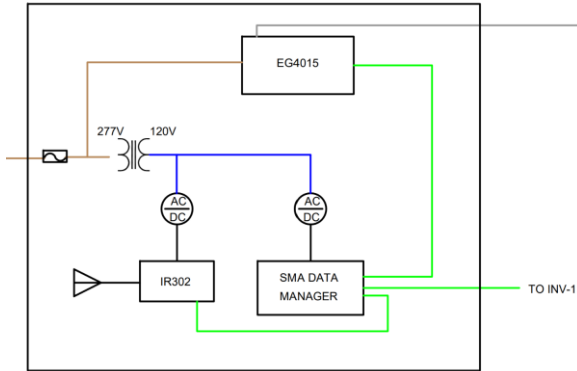 EG4015
277V 120V
AC
DC
AC
DC
IR302
SMA DATA
MANAGER
TO INV-1